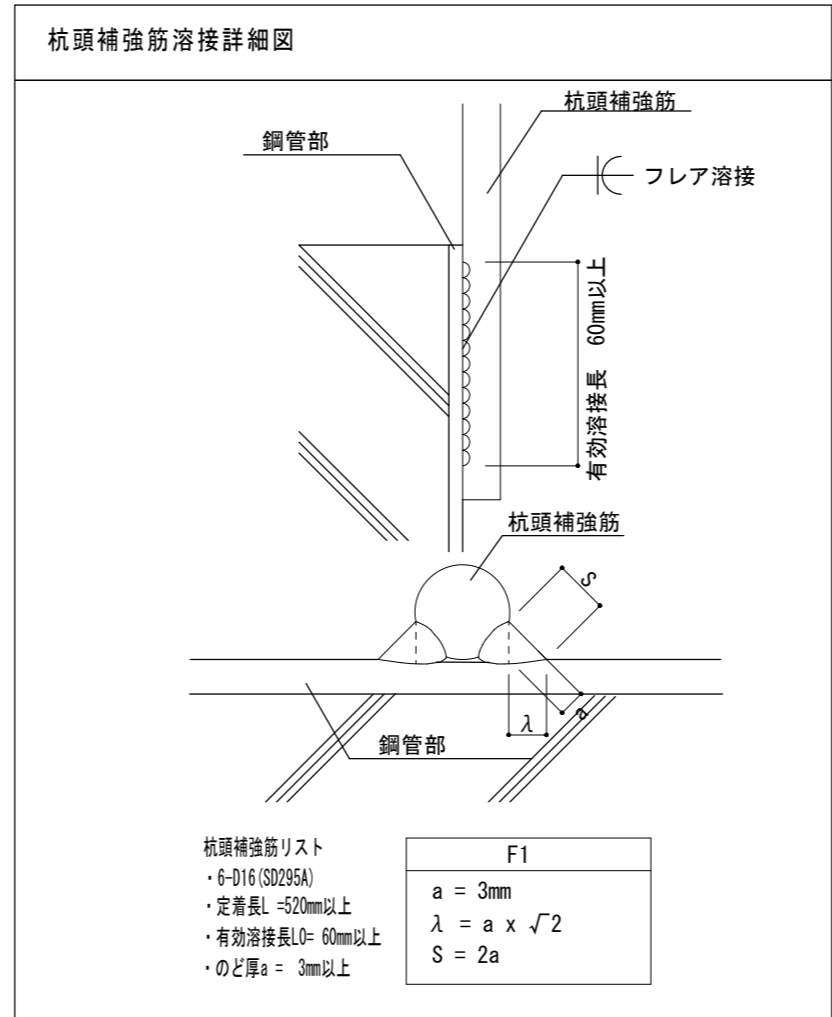 杭頭補強筋溶接詳細図
杭頭補強筋
鋼管部
フレア溶接
有効溶接長 60mm以上
杭頭補強筋
S
a
λ
鋼管部
杭頭補強筋リスト
・6-D16(SD295A)
・定着長L =520mm以上
・有効溶接長L0= 60mm以上
・のど厚a = 3mm以上
F1
a = 3mm
λ = a x √2
S = 2a